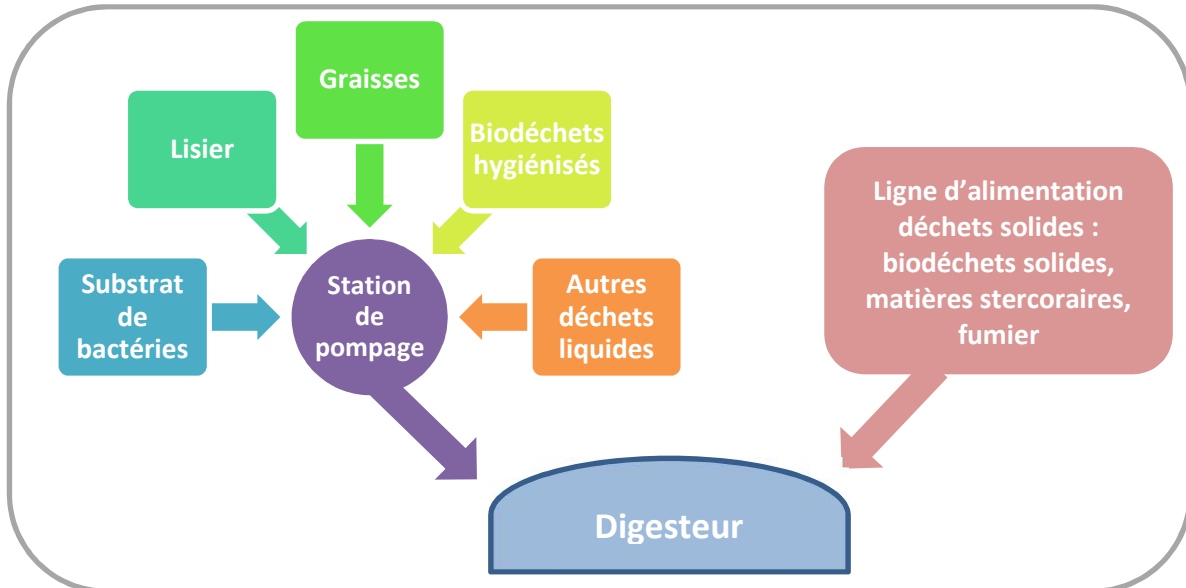 Graisses
Lisier
Biodéchets
hygiénisés
Substrat
de
bactéries
Station
de
pompage
Autres
déchets
liquides
Ligne d’alimentation
déchets solides :
biodéchets solides,
matières stercoraires,
fumier
Digesteur